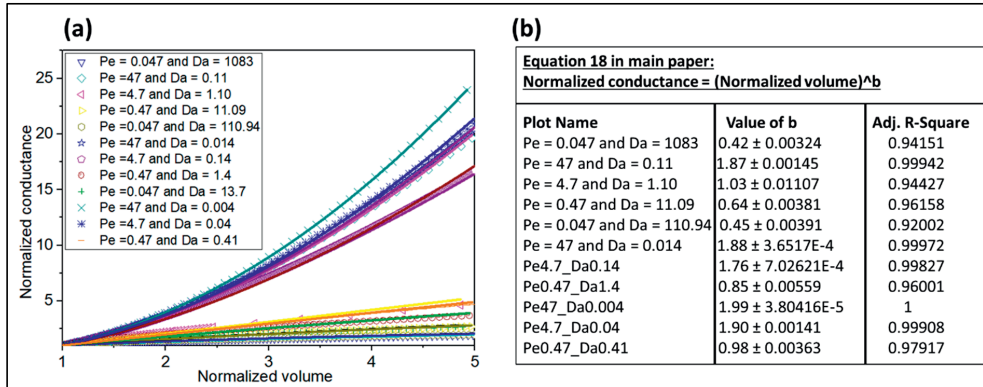 (a)
Normalized conductance
25
20
15
10
5
1
2
3
4
5
Normalized volume
Pe = 0.047 and Da = 1083
Pe =47 and Da = 0.11
Pe =4.7 and Da = 1.10
Pe =0.47 and Da = 11.09
Pe =0.047 and Da = 110.94
Pe =47 and Da = 0.014
Pe =4.7 and Da = 0.14
Pe =0.47 and Da = 1.4
Pe =0.047 and Da = 13.7
Pe =47 and Da = 0.004
Pe =4.7 and Da = 0.04
Pe =0.47 and Da = 0.41
(b)
Equation 18 in main paper:
Normalized conductance = (Normalized volume)^b
Plot Name Value of b Adj. R-Square
Pe = 0.047 and Da = 1083 0.42 ± 0.00324 0.94151
Pe = 47 and Da = 0.11 1.87 ± 0.00145 0.99942
Pe = 4.7 and Da = 1.10 1.03 ± 0.01107 0.94427
Pe = 0.47 and Da = 11.09 0.64 ± 0.00381 0.96158
Pe = 0.047 and Da = 110.94 0.45 ± 0.00391 0.92002
Pe = 47 and Da = 0.014 1.88 ± 3.6517E-4 0.99972
Pe4.7_Da0.14 1.76 ± 7.02621E-4 0.99827
Pe0.47_Da1.4 0.85 ± 0.00559 0.96001
Pe47_Da0.004 1.99 ± 3.80416E-5 1
Pe4.7_Da0.04 1.90 ± 0.00141 0.99908
Pe0.47_Da0.41 0.98 ± 0.00363 0.97917